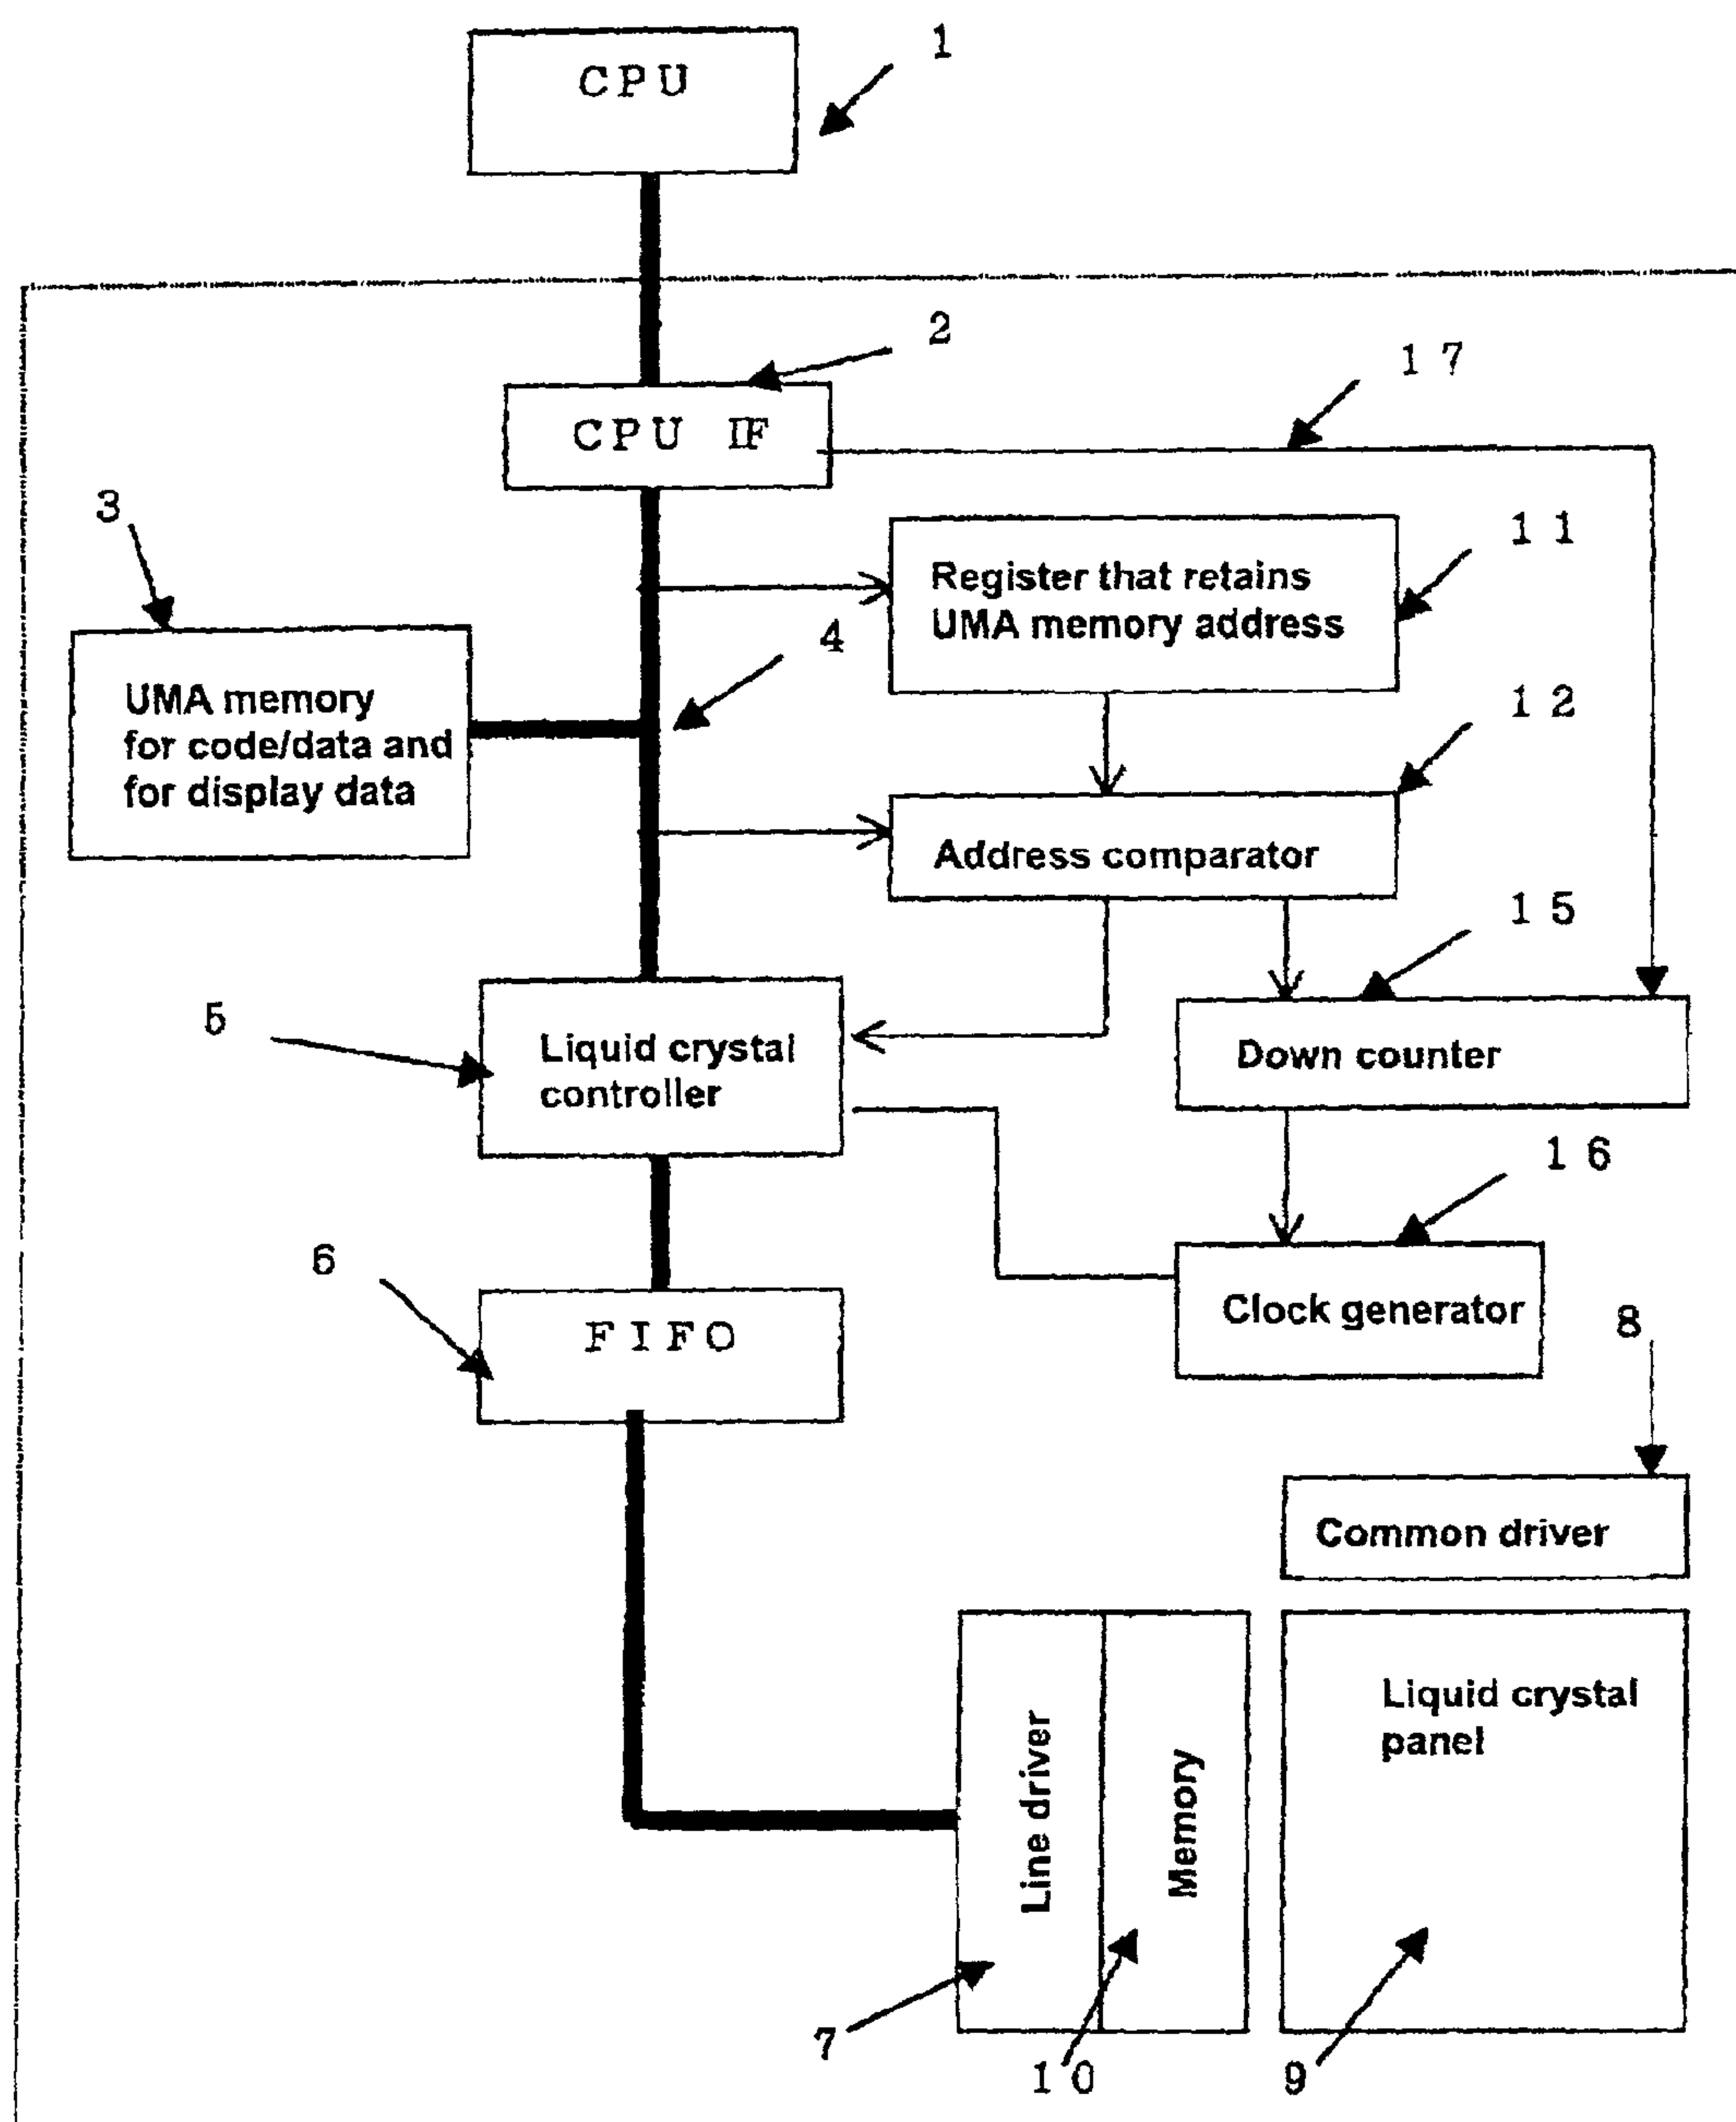 CPU
1
2
CPU IF
17
3
Register that retains
UMA memory address
11
4
UMA memory
for code/data and
for display data
12
Address comparator
15
5
Liquid crystal
controller
Down counter
16
6
FIFO
Clock generator
8
Common driver
Line driver
Memory
Liquid crystal
panel
7
10
9